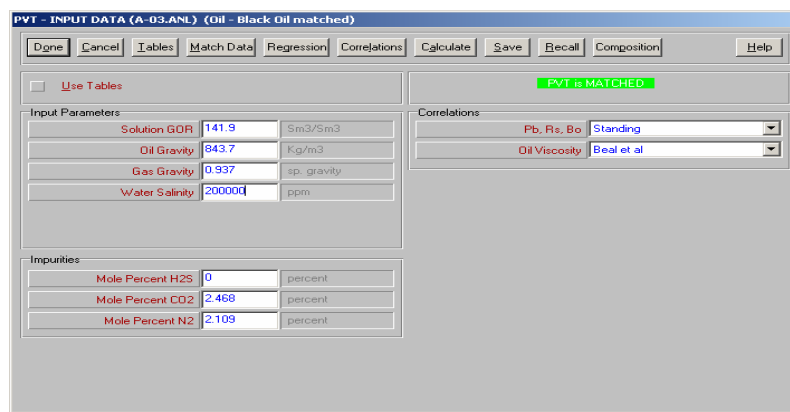 PVT - INPUT DATA (A-03.ANL) (Oil - Black Oil matched)
Done Cancel Tables Match Data Regression Correlations Calculate Save Recall Composition Help
Use Tables
PVT is MATCHED
Input Parameters
Solution GOR 141.9 Sm3/Sm3
Oil Gravity 843.7 Kg/m3
Gas Gravity 0.937 sp. gravity
Water Salinity 200000 ppm
Correlations
Pb, Rs, Bo Standing
Oil Viscosity Beal et al
Impurities
Mole Percent H2S 0 percent
Mole Percent CO2 2.468 percent
Mole Percent N2 2.109 percent